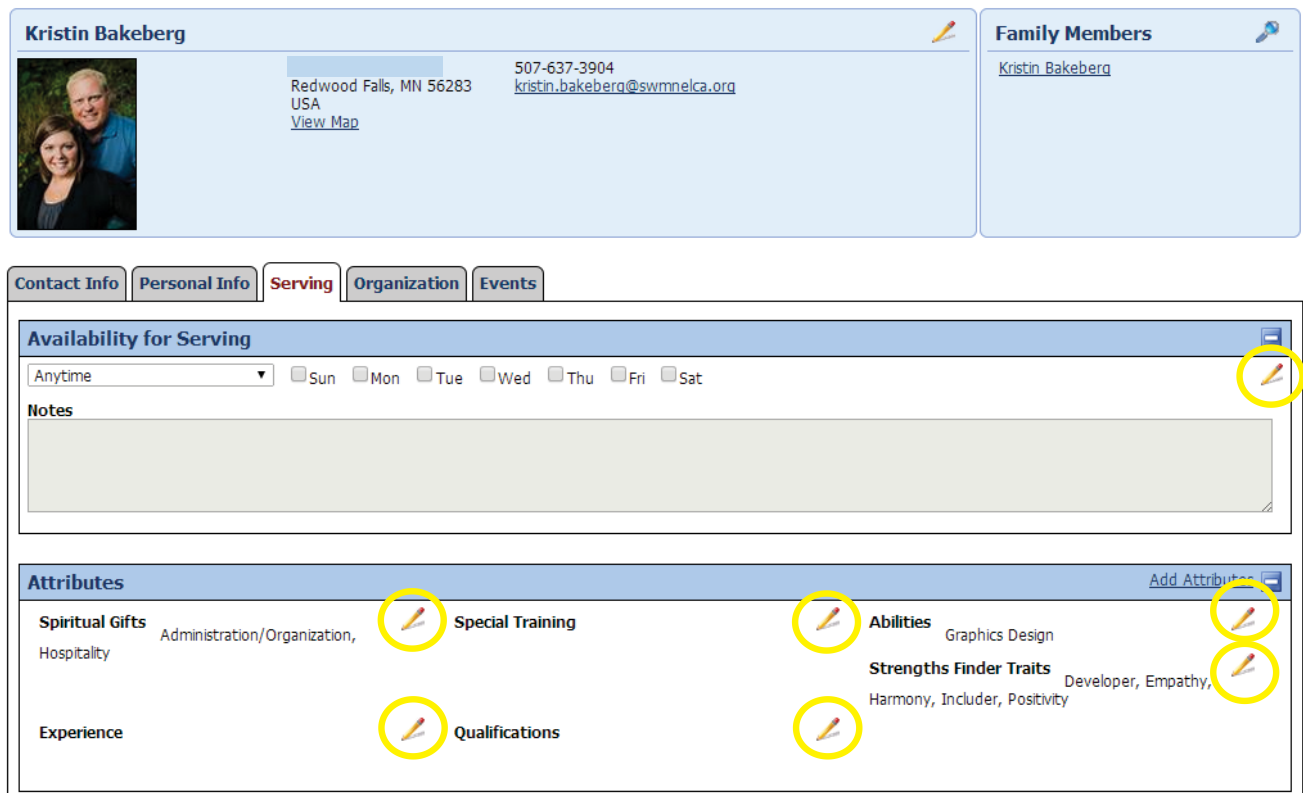 Kristin Bakeberg
Redwood Falls, MN 56283
USA
View Map
507-637-3904
kristin.bakeberg@swmnelca.org
Family Members
Kristin Bakeberg
Contact Info Personal Info Serving Organization Events
Availability for Serving
Anytime Sun Mon Tue Wed Thu Fri Sat
Notes
Attributes Add Attributes
Spiritual Gifts Administration/Organization,
Hospitality
Special Training
Abilities Graphics Design
Strengths Finder Traits Developer, Empathy,
Harmony, Includer, Positivity
Experience
Qualifications